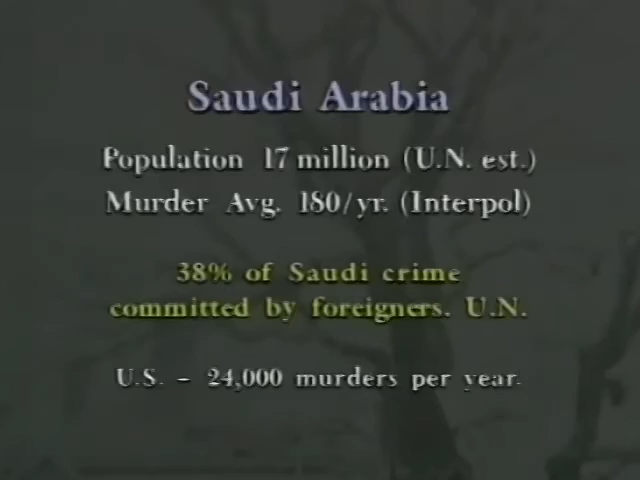 Saudi Arabia
Population 17 million (U.N. est.)
Murder Avg. 180/yr. (Interpol)
38% of Saudi crime
committed by foreigners. U.N.
U.S. - 24,000 murders per year.